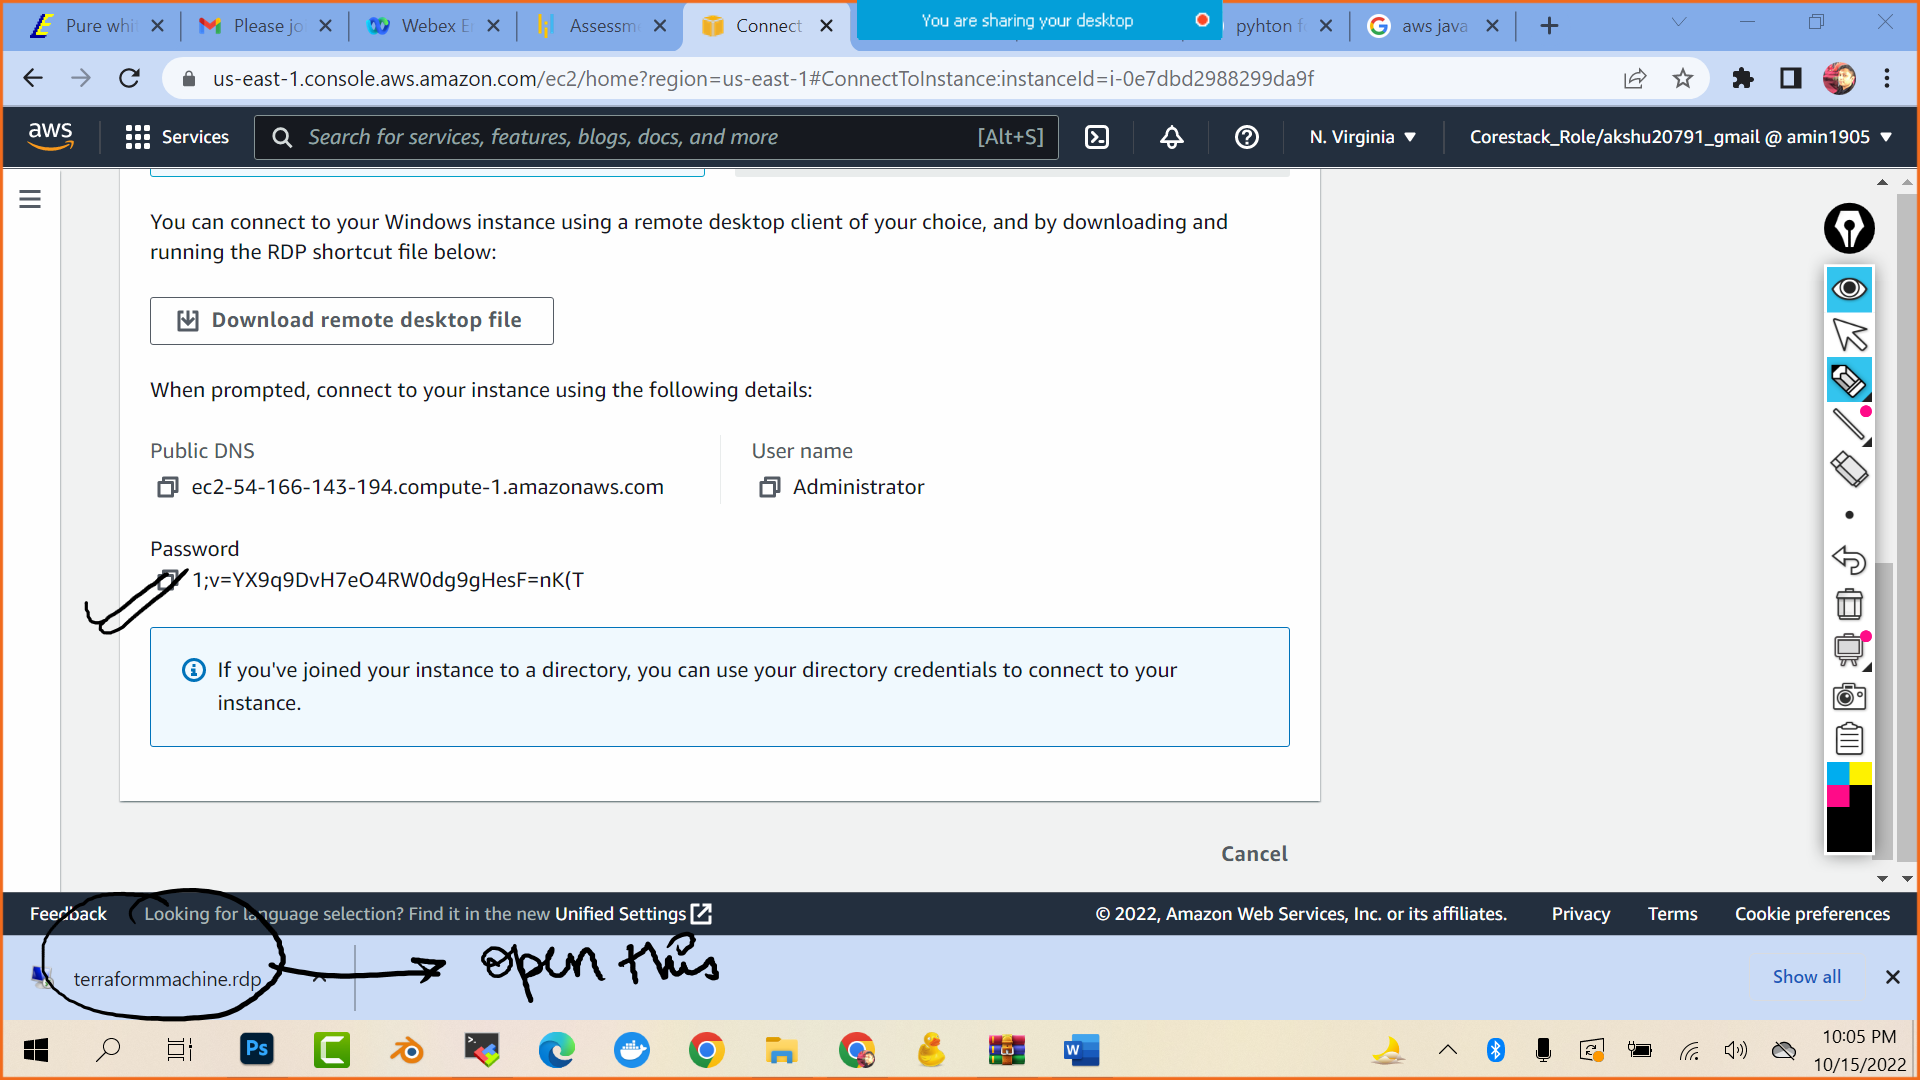 Pure whi
Please jo
Webex E
Assessm
Connect
You are sharing your desktop
pyhton f
aws java
us-east-1.console.aws.amazon.com/ec2/home?region=us-east-1#ConnectToInstance:instanceId=i-0e7dbd2988299da9f
aws
Services
Search for services, features, blogs, docs, and more
[Alt+S]
N. Virginia
Corestack_Role/akshu20791_gmail @ amin1905
You can connect to your Windows instance using a remote desktop client of your choice, and by downloading and
running the RDP shortcut file below:
Download remote desktop file
When prompted, connect to your instance using the following details:
Public DNS
User name
ec2-54-166-143-194.compute-1.amazonaws.com
Administrator
Password
1;v=YX9q9DvH7eO4RW0dg9gHesF=nK(T
If you've joined your instance to a directory, you can use your directory credentials to connect to your
instance.
Cancel
Feedback
Looking for language selection? Find it in the new Unified Settings
© 2022, Amazon Web Services, Inc. or its affiliates.
Privacy
Terms
Cookie preferences
terraformmachine.rdp
open this
Show all
Ps
C
W
10:05 PM
10/15/2022